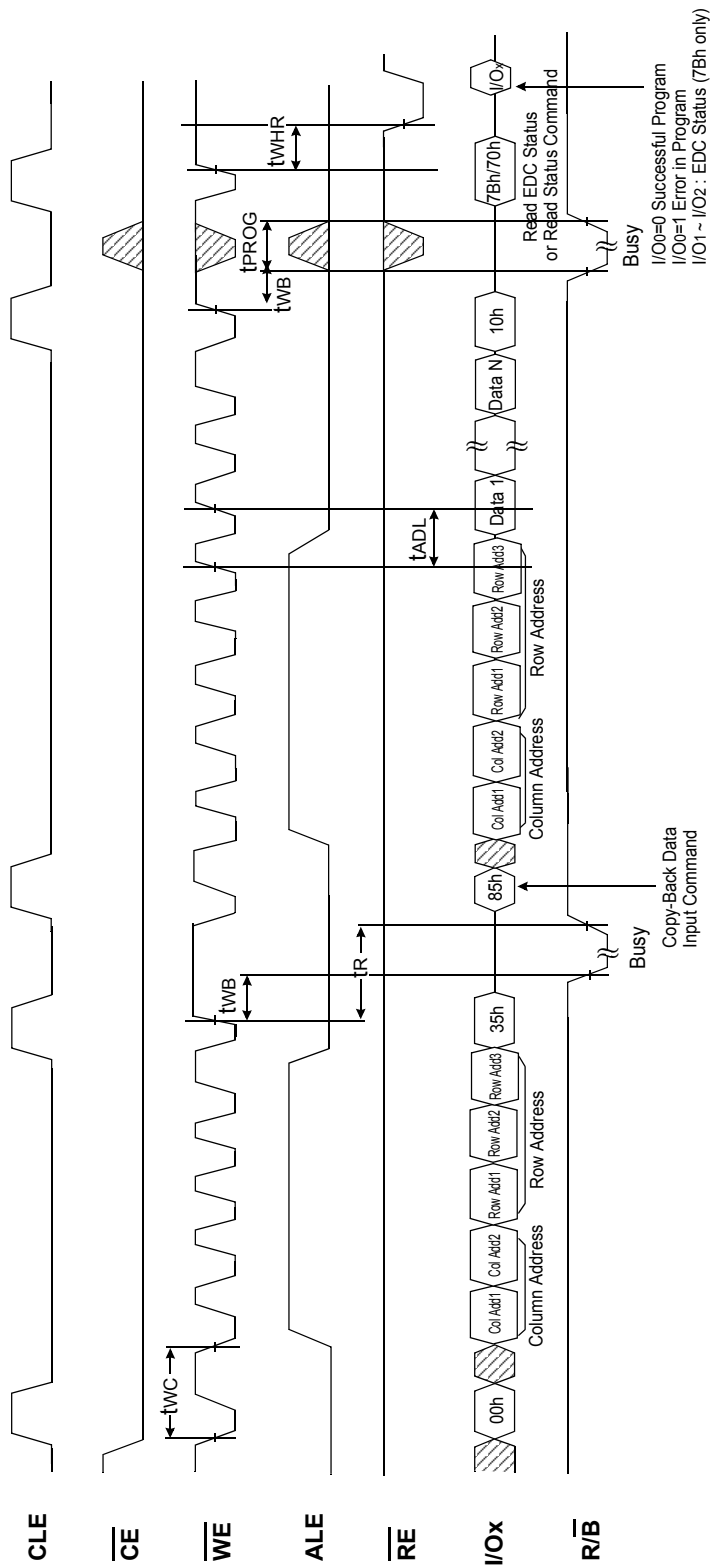 CLE
CE
WE
tWC
tWB
tWB
tPROG
tWHR
ALE
tR
tADL
RE
I/Ox
00h
Col Add1
Col Add2
Row Add1
Row Add2
Row Add3
35h
85h
Col Add1
Col Add2
Row Add1
Row Add2
Row Add3
Data 1
Data N
10h
7Bh/70h
I/Ox
Column Address
Row Address
Column Address
Row Address
Read EDC Status
or Read Status Command
R/B
Busy
Busy
Copy-Back Data
Input Command
I/O0=0 Successful Program
I/O0=1 Error in Program
I/O1 ~ I/O2 : EDC Status (7Bh only)